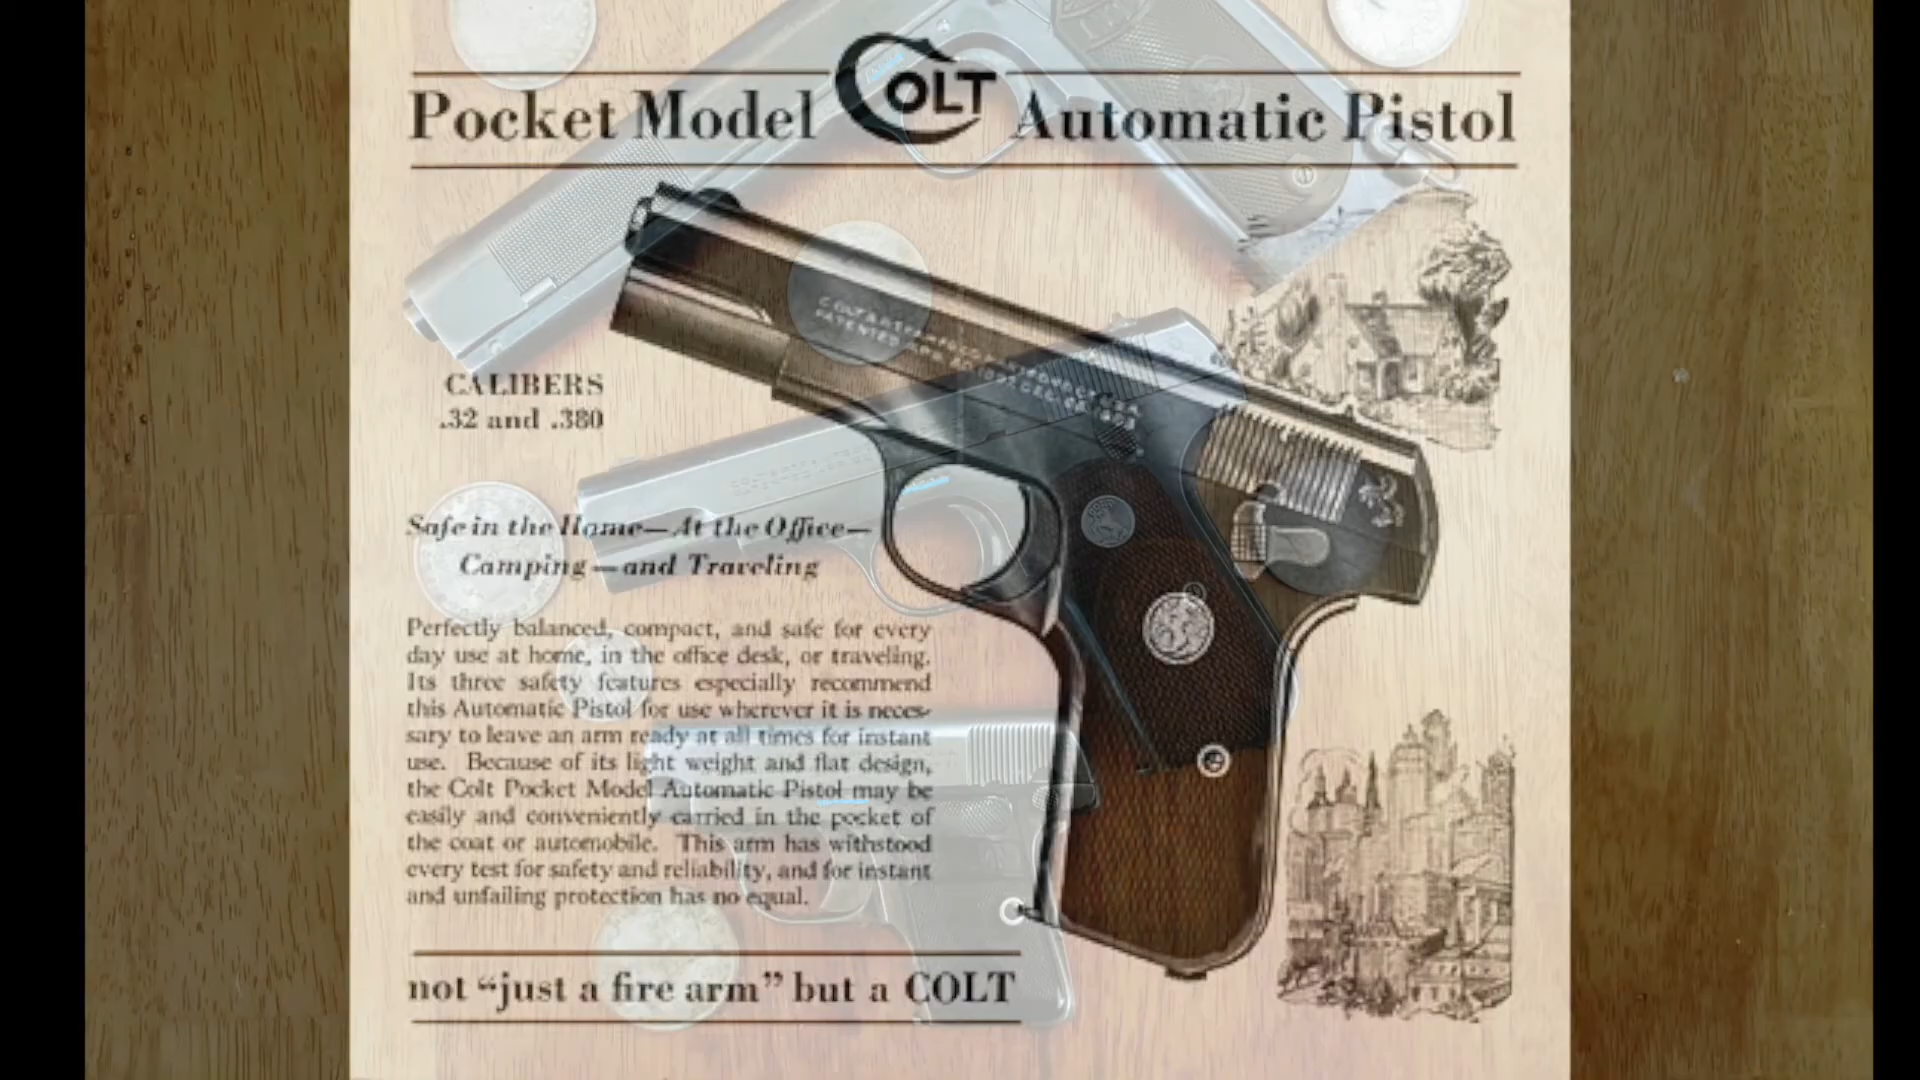 Pocket Model COLT Automatic Pistol
CALIBERS
.32 and .380
Safe in the Home—At the Office—
Camping—and Traveling
Perfectly balanced, compact, and safe for every
day use at home, in the office desk, or traveling.
Its three safety features especially recommend
this Automatic Pistol for use wherever it is neces-
sary to leave an arm ready at all times for instant
use. Because of its light weight and flat design,
the Colt Pocket Model Automatic Pistol may be
easily and conveniently carried in the pocket of
the coat or automobile. This arm has withstood
every test for safety and reliability, and for instant
and unfailing protection has no equal.
not “just a fire arm” but a COLT